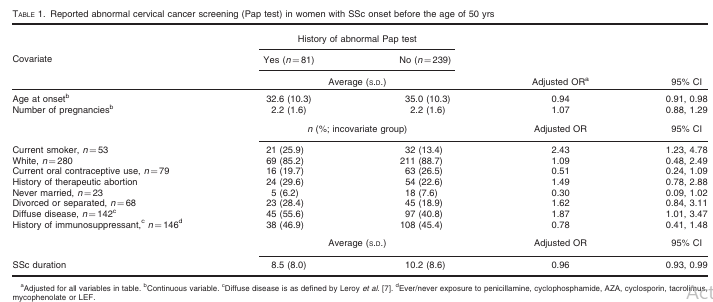 TABLE 1. Reported abnormal cervical cancer screening (Pap test) in women with SSc onset before the age of 50 yrs
History of abnormal Pap test
Covariate Yes (n = 81) No (n = 239)
Average (S.D.) Adjusted ORa 95% CI
Age at onsetb 32.6 (10.3) 35.0 (10.3) 0.94 0.91, 0.98
Number of pregnanciesb 2.2 (1.6) 2.2 (1.6) 1.07 0.88, 1.29
n (%; incovariate group) Adjusted OR 95% CI
Current smoker, n = 53 21 (25.9) 32 (13.4) 2.43 1.23, 4.78
White, n = 280 69 (85.2) 211 (88.7) 1.09 0.48, 2.49
Current oral contraceptive use, n = 79 16 (19.7) 63 (26.5) 0.51 0.24, 1.09
History of therapeutic abortion 24 (29.6) 54 (22.6) 1.49 0.78, 2.88
Never married, n = 23 5 (6.2) 18 (7.6) 0.30 0.09, 1.02
Divorced or separated, n = 68 23 (28.4) 45 (18.9) 1.62 0.84, 3.11
Diffuse disease, n = 142c 45 (55.6) 97 (40.8) 1.87 1.01, 3.47
History of immunosuppressant,c n = 146d 38 (46.9) 108 (45.4) 0.78 0.41, 1.48
Average (S.D.) Adjusted OR 95% CI
SSc duration 8.5 (8.0) 10.2 (8.6) 0.96 0.93, 0.99
aAdjusted for all variables in table. bContinuous variable. cDiffuse disease is as defined by Leroy et al. [7]. dEver/never exposure to penicillamine, cyclophosphamide, AZA, cyclosporin, tacrolimus,
mycophenolate or LEF.
Act